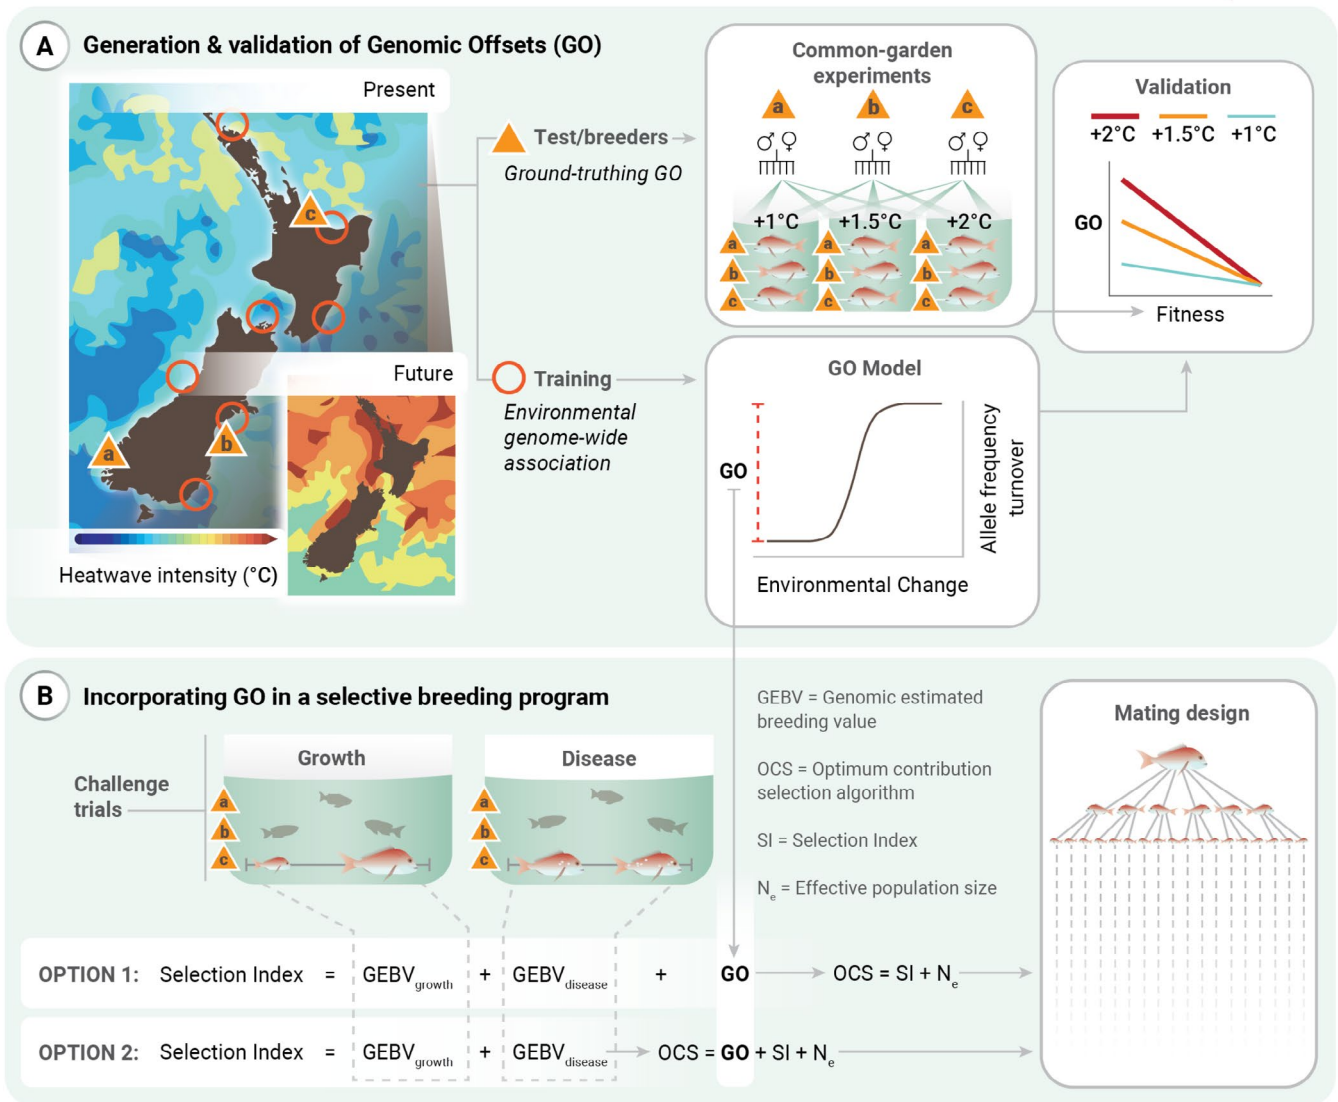 A
Generation & validation of Genomic Offsets (GO)
Present
c
a
b
Future
Heatwave intensity (°C)
Test/breeders
Ground-truthing GO
Training
Environmental
genome-wide
association
Common-garden
experiments
a b c
♂ ♀ ♂ ♀ ♂ ♀
+1°C +1.5°C +2°C
a a a
b b b
c c c
Validation
+2°C +1.5°C +1°C
GO
Fitness
GO Model
GO
Allele frequency
turnover
Environmental Change
B
Incorporating GO in a selective breeding program
Challenge
trials
Growth
a
b
c
Disease
a
b
c
GEBV = Genomic estimated
breeding value
OCS = Optimum contribution
selection algorithm
SI = Selection Index
Ne = Effective population size
Mating design
OPTION 1: Selection Index = GEBVgrowth + GEBVdisease + GO OCS = SI + Ne
OPTION 2: Selection Index = GEBVgrowth + GEBVdisease OCS = GO + SI + Ne